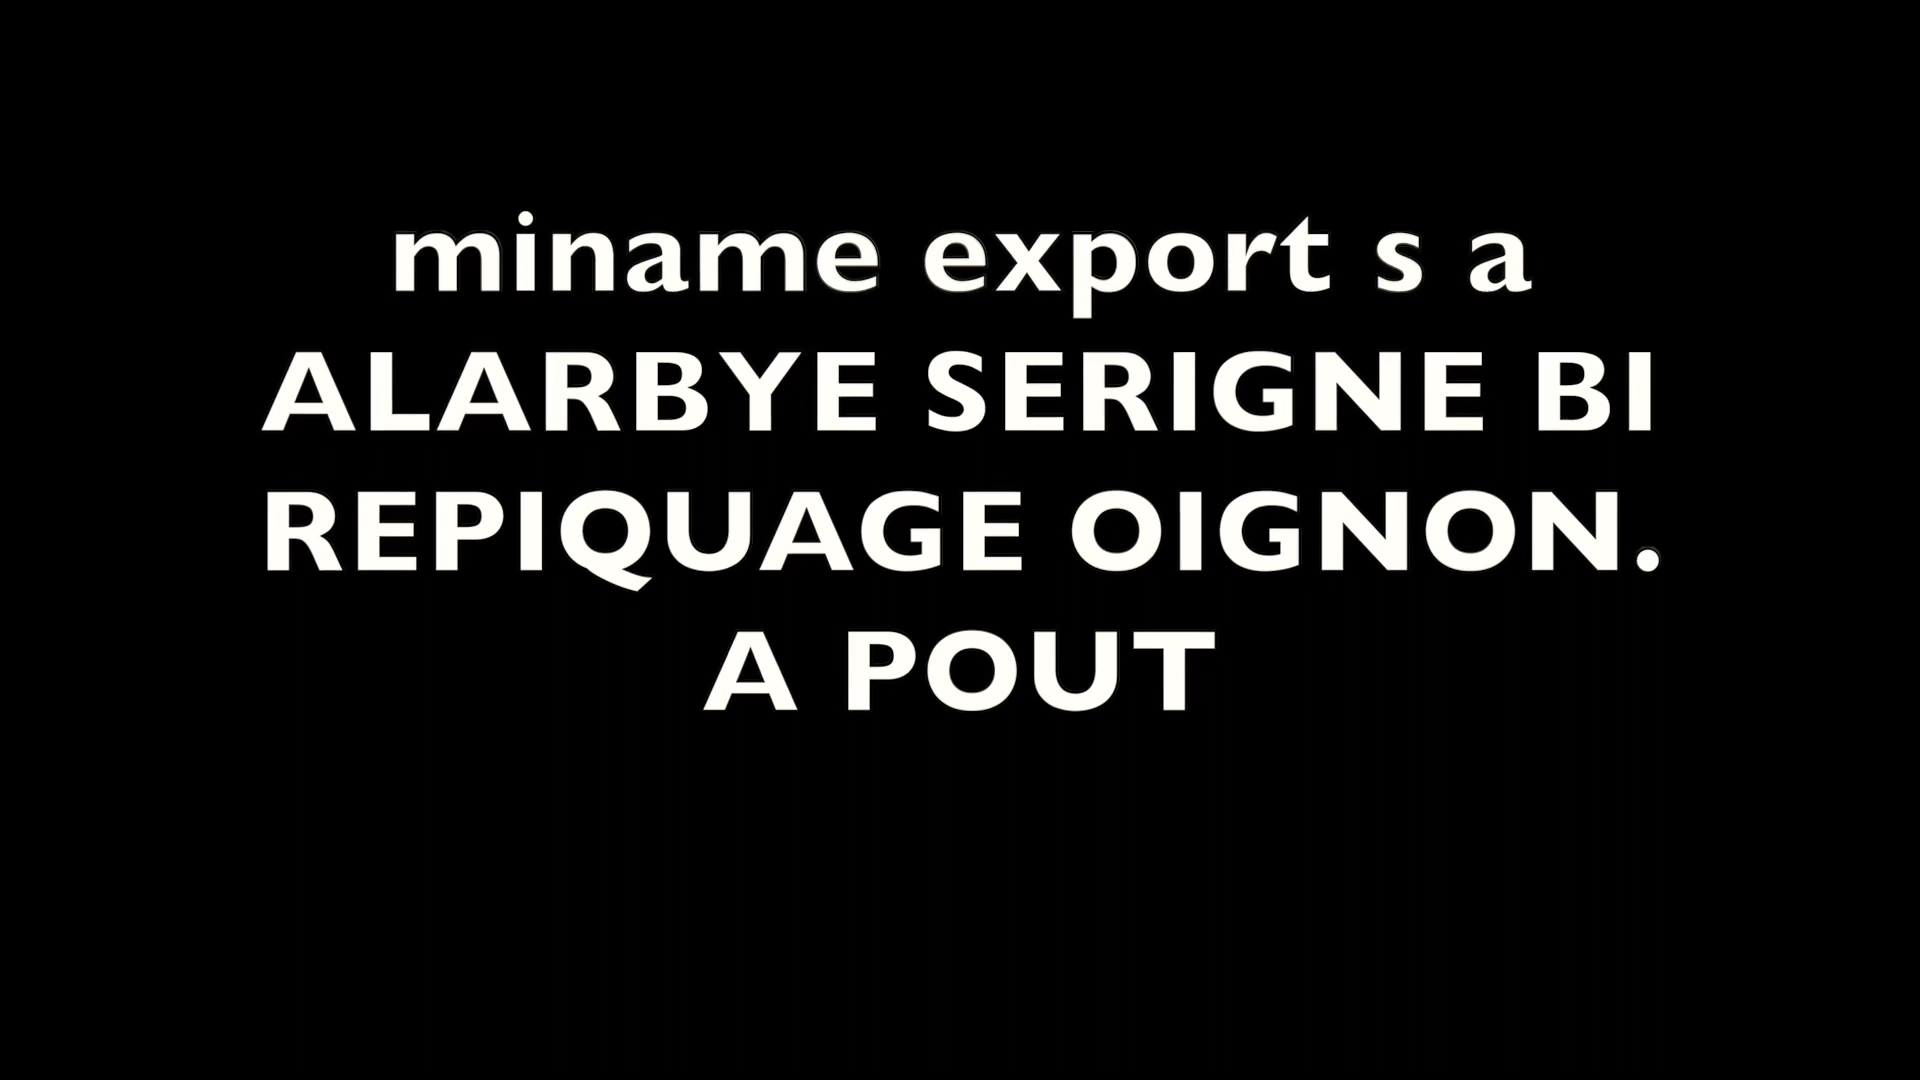 miname export s a
ALARBYE SERIGNE BI
REPIQUAGE OIGNON.
A POUT